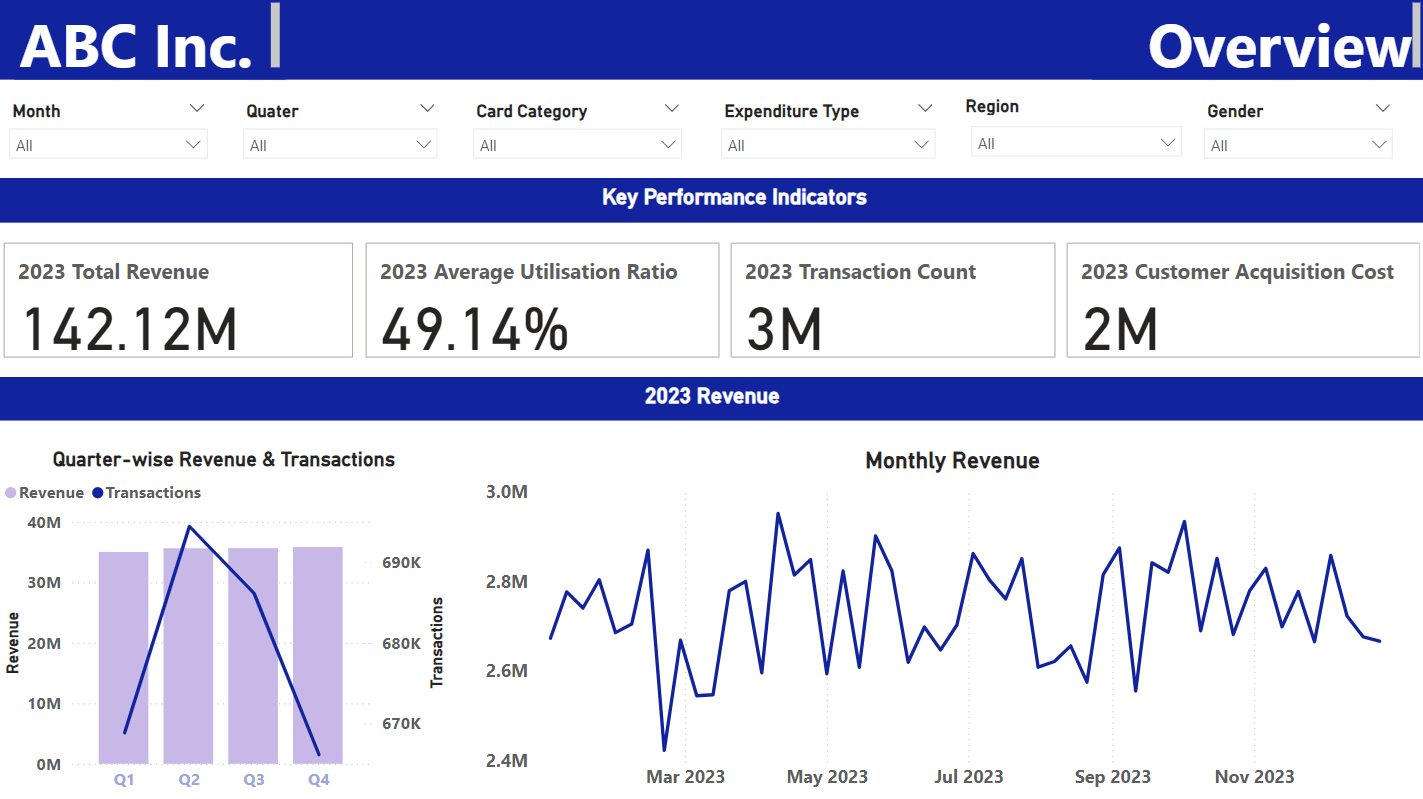 ABC Inc.
Overview
Month
Quater
Card Category
Expenditure Type
Region
Gender
All
All
All
All
All
All
Key Performance Indicators
2023 Total Revenue
142.12M
2023 Average Utilisation Ratio
49.14%
2023 Transaction Count
3M
2023 Customer Acquisition Cost
2M
2023 Revenue
Quarter-wise Revenue & Transactions
Revenue
Transactions
40M
30M
20M
10M
0M
Revenue
690K
680K
670K
Transactions
Q1
Q2
Q3
Q4
Monthly Revenue
3.0M
2.8M
2.6M
2.4M
Mar 2023
May 2023
Jul 2023
Sep 2023
Nov 2023